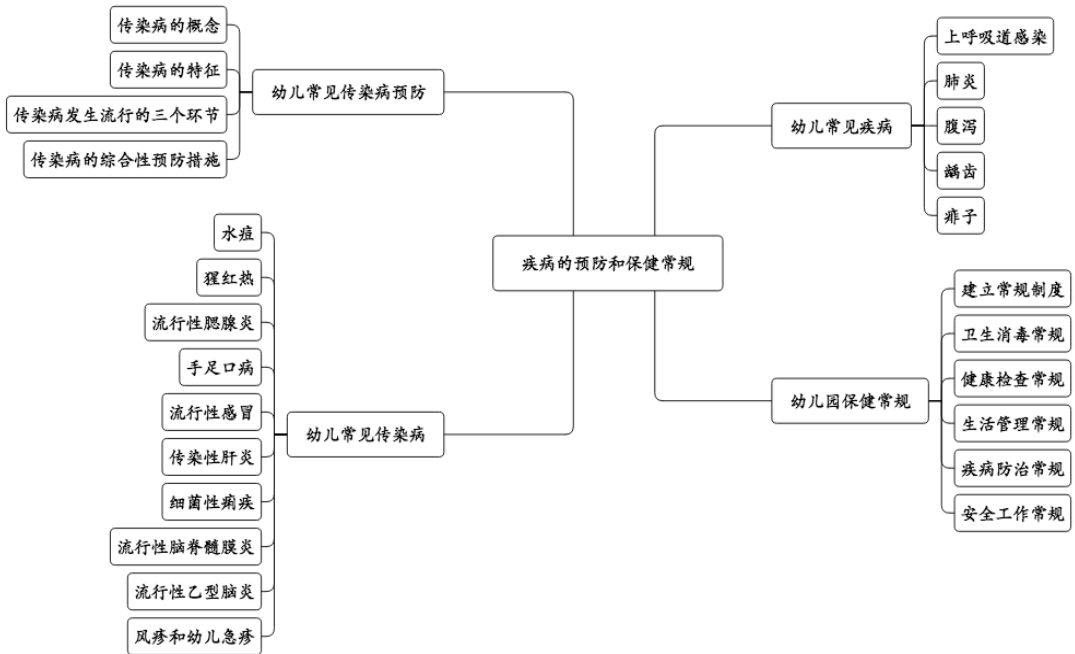 疾病的预防和保健常规
幼儿常见传染病预防
传染病的概念
传染病的特征
传染病发生流行的三个环节
传染病的综合性预防措施
幼儿常见传染病
水痘
猩红热
流行性腮腺炎
手足口病
流行性感冒
传染性肝炎
细菌性痢疾
流行性脑脊髓膜炎
流行性乙型脑炎
风疹和幼儿急疹
幼儿常见疾病
上呼吸道感染
肺炎
腹泻
龋齿
痱子
幼儿园保健常规
建立常规制度
卫生消毒常规
健康检查常规
生活管理常规
疾病防治常规
安全工作常规